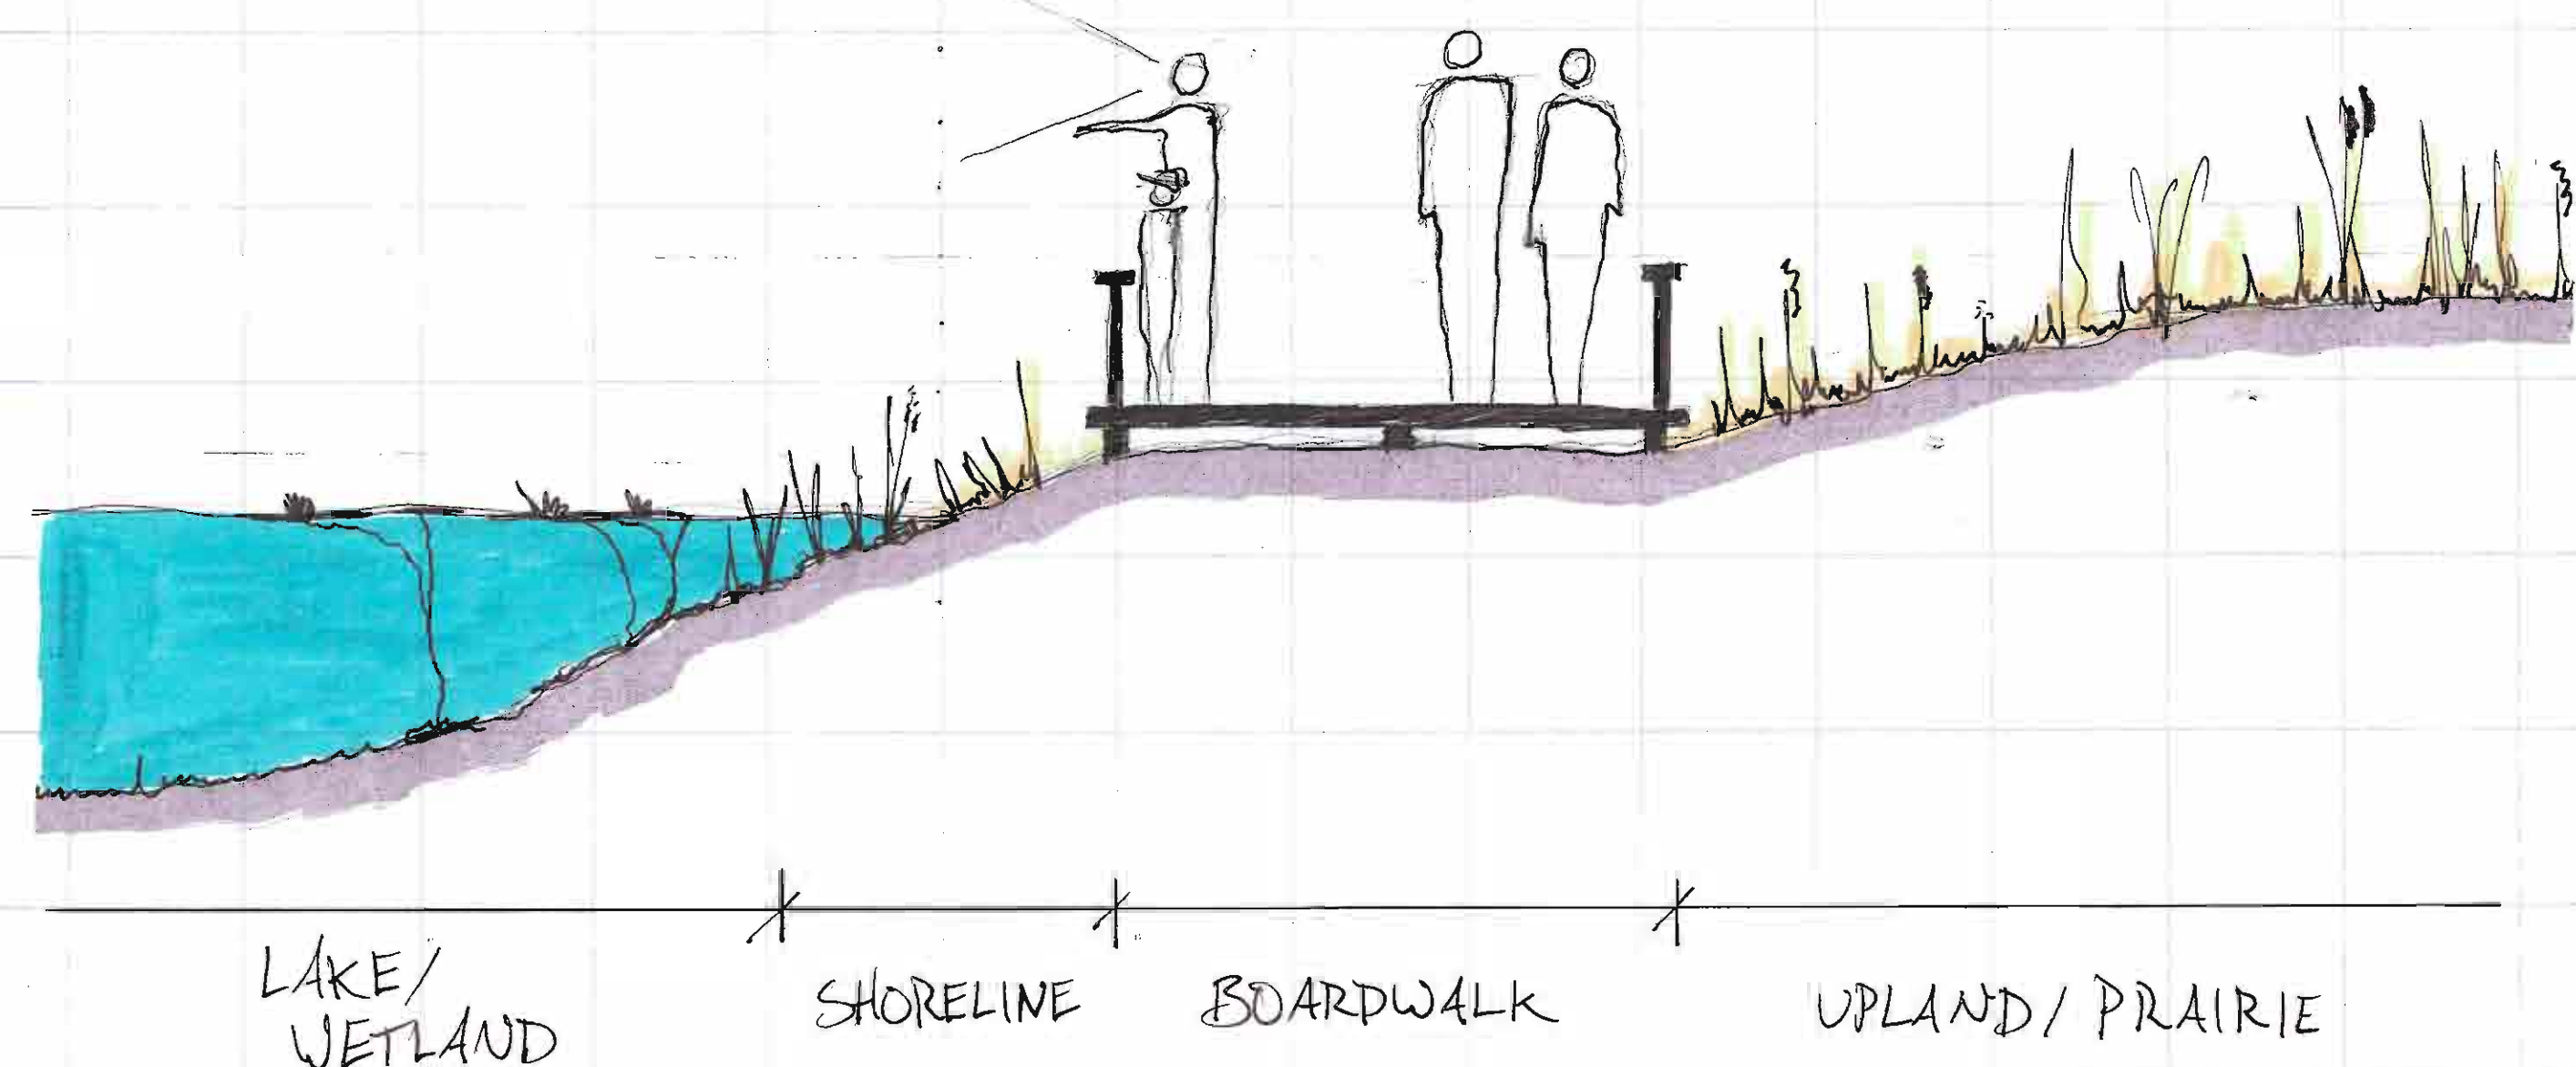 LAKE/
WETLAND
SHORELINE
BOARDWALK
UPLAND/PRAIRIE